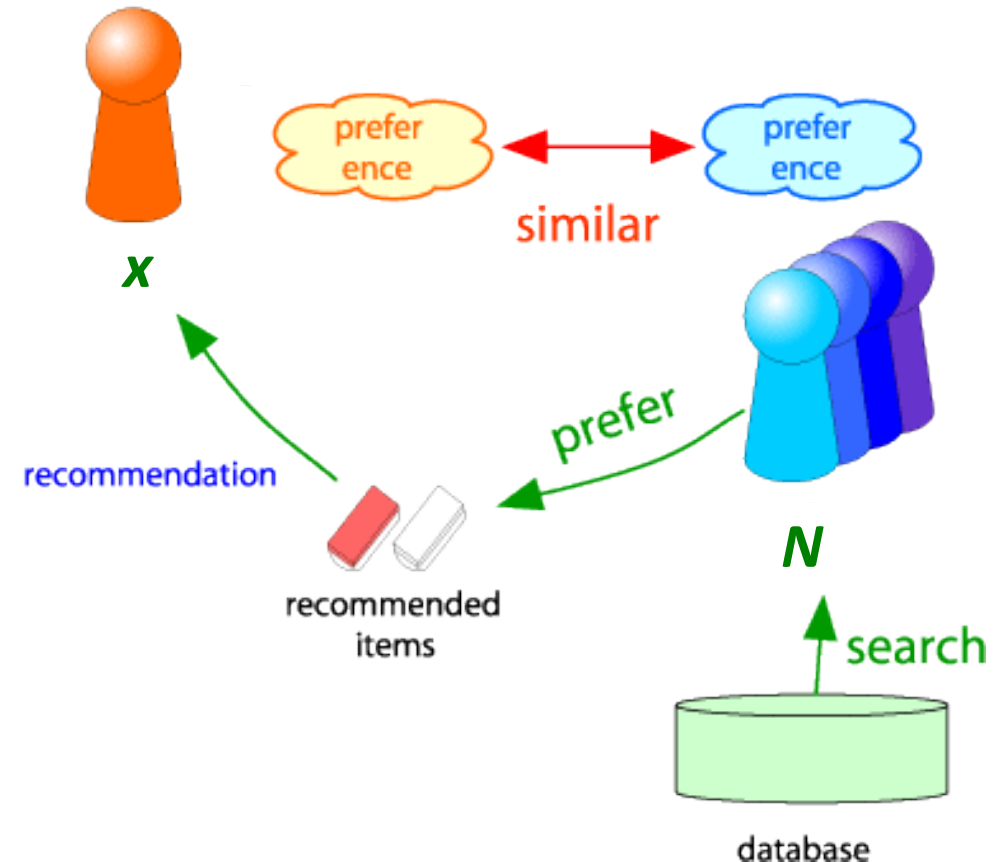 prefer
ence
prefer
ence
similar
x
prefer
recommendation
recommended
items
N
search
database